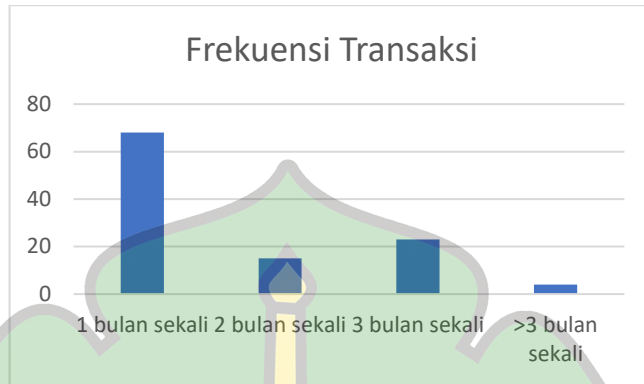 Frekuensi Transaksi
80
60
40
20
0
1 bulan sekali 2 bulan sekali 3 bulan sekali >3 bulan
sekali